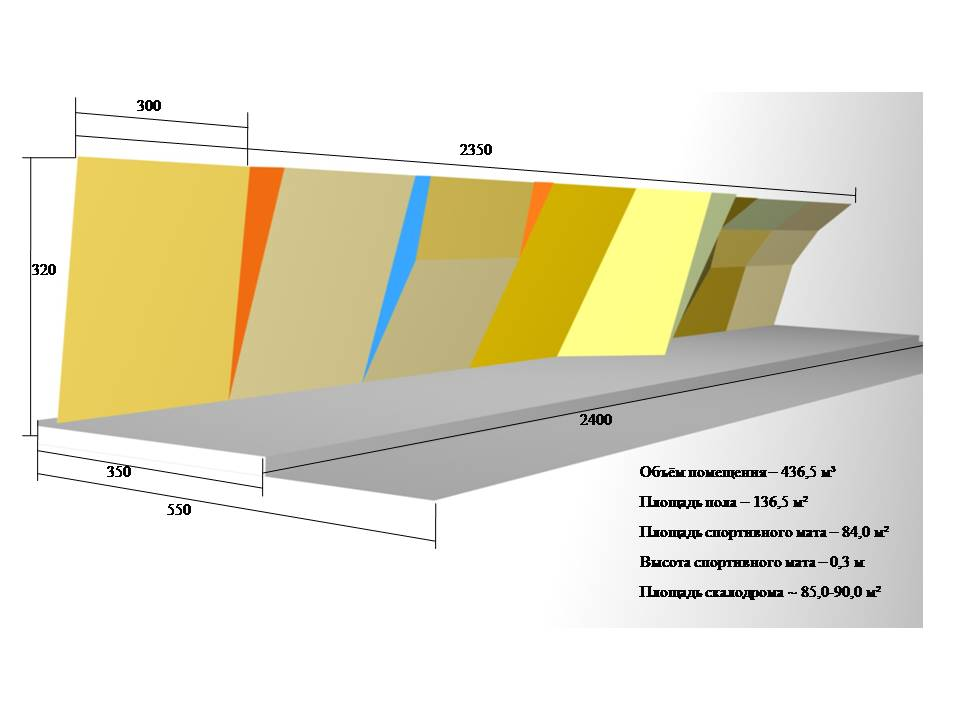 300
2350
320
2400
350
550
Объём помещения – 436,5 м³
Площадь пола – 136,5 м²
Площадь спортивного мата – 84,0 м²
Высота спортивного мата – 0,3 м
Площадь скалодрома ~ 85,0-90,0 м²